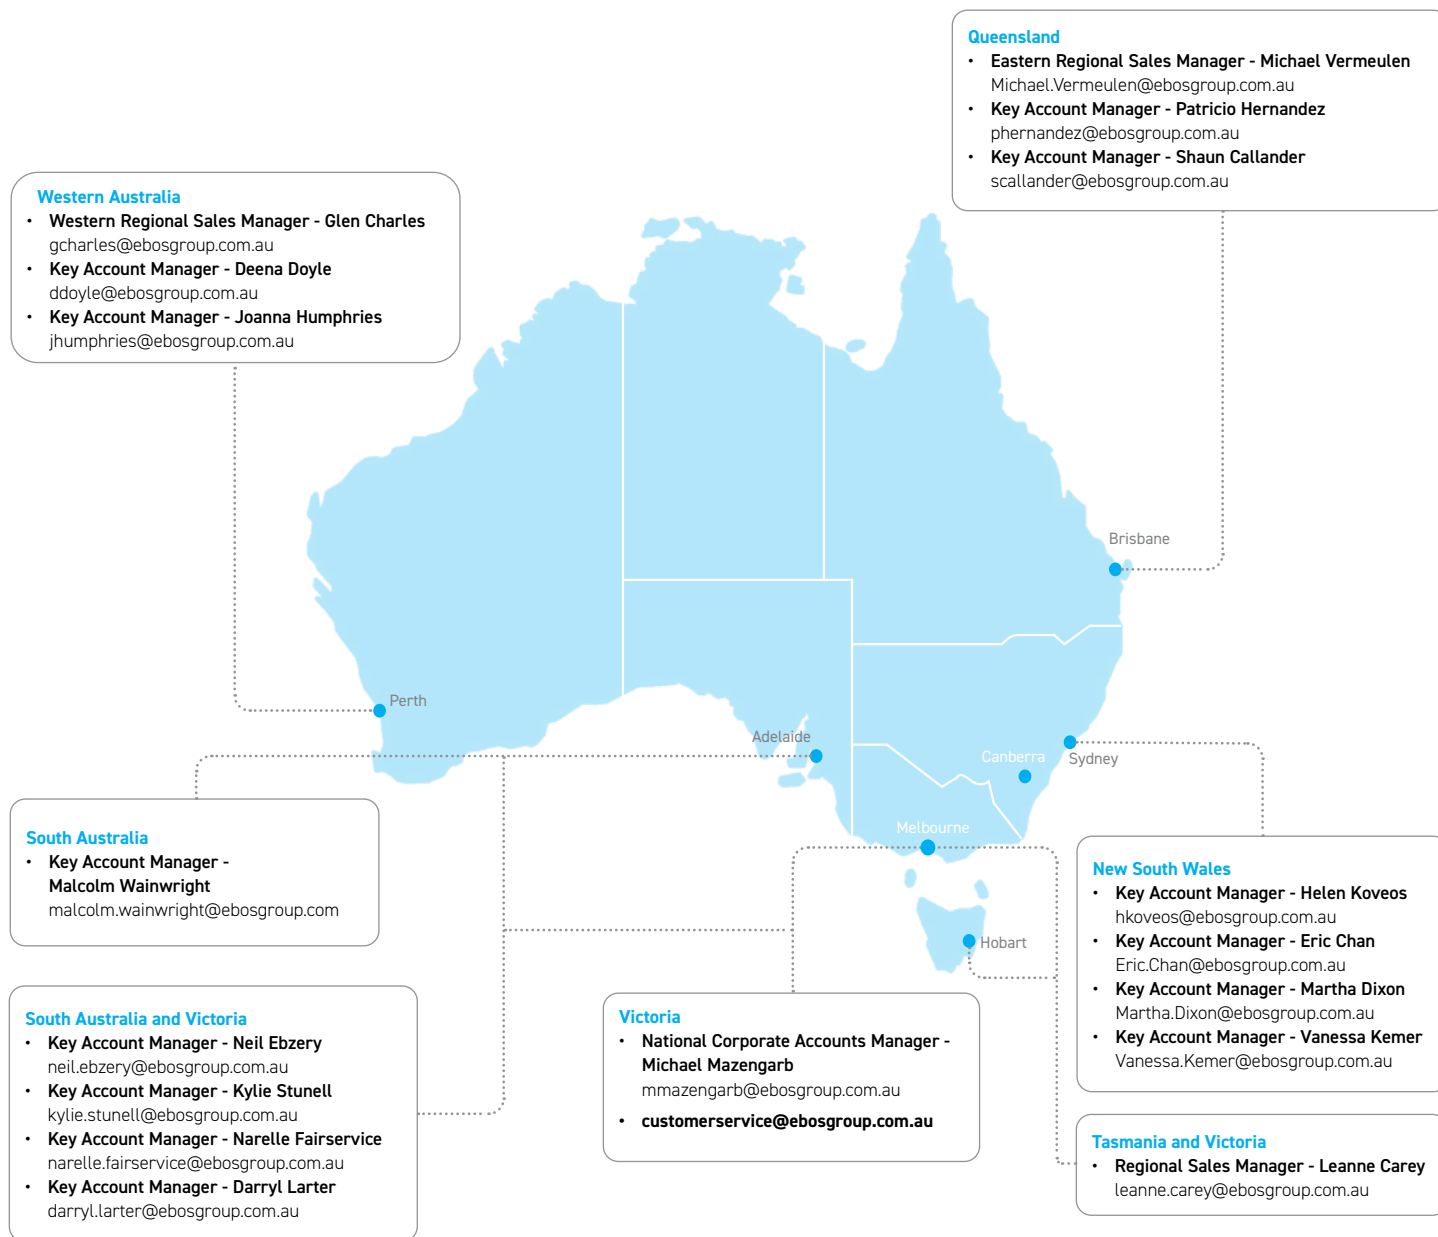 Queensland
• Eastern Regional Sales Manager - Michael Vermeulen
Michael.Vermeulen@ebosgroup.com.au
• Key Account Manager - Patricio Hernandez
phernandez@ebosgroup.com.au
• Key Account Manager - Shaun Callander
scallander@ebosgroup.com.au
Western Australia
• Western Regional Sales Manager - Glen Charles
gcharles@ebosgroup.com.au
• Key Account Manager - Deena Doyle
ddoyle@ebosgroup.com.au
• Key Account Manager - Joanna Humphries
jhumphries@ebosgroup.com.au
Brisbane
Perth
Adelaide
Canberra
Sydney
Melbourne
Hobart
South Australia
• Key Account Manager -
Malcolm Wainwright
malcolm.wainwright@ebosgroup.com
New South Wales
• Key Account Manager - Helen Koveos
hkoveos@ebosgroup.com.au
• Key Account Manager - Eric Chan
Eric.Chan@ebosgroup.com.au
• Key Account Manager - Martha Dixon
Martha.Dixon@ebosgroup.com.au
• Key Account Manager - Vanessa Kemer
Vanessa.Kemer@ebosgroup.com.au
South Australia and Victoria
• Key Account Manager - Neil Ebzery
neil.ebzery@ebosgroup.com.au
• Key Account Manager - Kylie Stunell
kylie.stunell@ebosgroup.com.au
• Key Account Manager - Narelle Fairservice
narelle.fairservice@ebosgroup.com.au
• Key Account Manager - Darryl Larter
darryl.larter@ebosgroup.com.au
Victoria
• National Corporate Accounts Manager -
Michael Mazengarb
mmazengarb@ebosgroup.com.au
• customerservice@ebosgroup.com.au
Tasmania and Victoria
• Regional Sales Manager - Leanne Carey
leanne.carey@ebosgroup.com.au